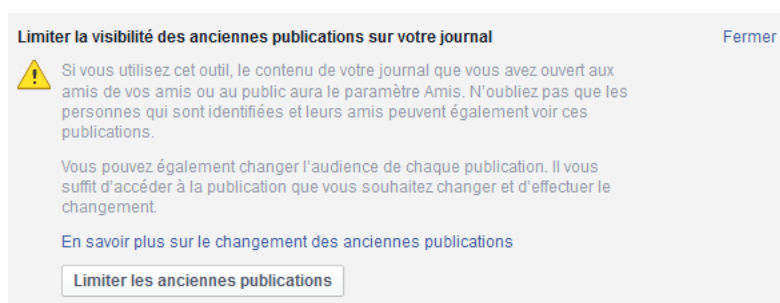 Limiter la visibilité des anciennes publications sur votre journal
Fermer
Si vous utilisez cet outil, le contenu de votre journal que vous avez ouvert aux
amis de vos amis ou au public aura le paramètre Amis. N'oubliez pas que les
personnes qui sont identifiées et leurs amis peuvent également voir ces
publications.
Vous pouvez également changer l'audience de chaque publication. Il vous
suffit d'accéder à la publication que vous souhaitez changer et d'effectuer le
changement.
En savoir plus sur le changement des anciennes publications
Limiter les anciennes publications